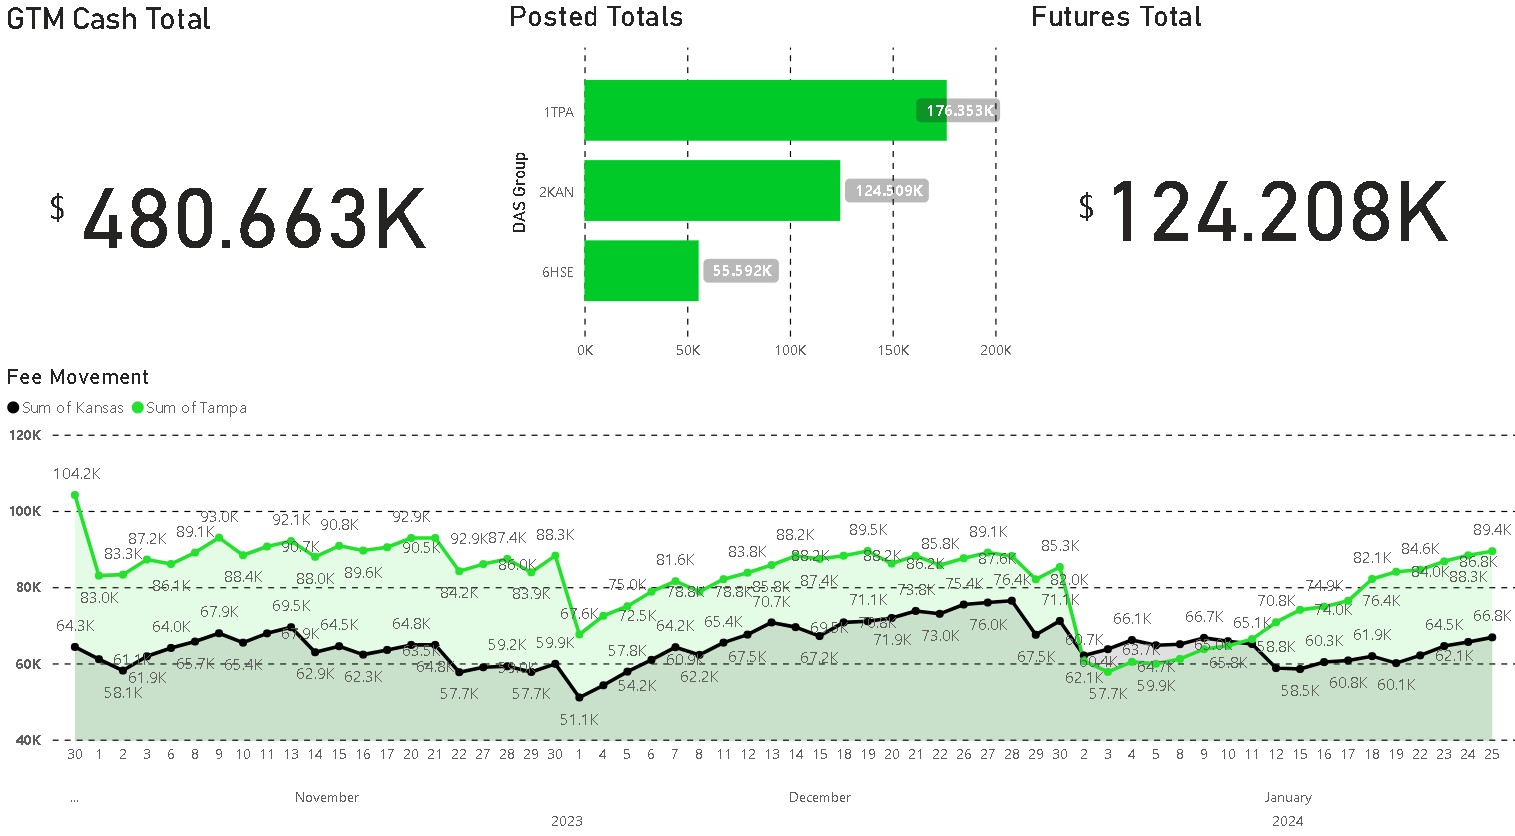 GTM Cash Total
$ 480.663K
Posted Totals
DAS Group
1TPA 176.353K
2KAN 124.509K
6HSE 55.592K
0K 50K 100K 150K 200K
Futures Total
$ 124.208K
Fee Movement
Sum of Kansas Sum of Tampa
120K
100K
80K
60K
40K
104.2K 83.0K 83.3K 87.2K 86.1K 89.1K 93.0K 88.4K 92.1K 90.7K 88.0K 90.8K 89.6K 92.9K 90.5K 84.2K 92.9K 87.4K 86.0K 83.9K 88.3K 67.6K 72.5K 75.0K 81.6K 78.8K 78.8K 83.8K 85.8K 88.2K 88.2K 87.4K 89.5K 88.2K 86.2K 85.8K 87.6K 89.1K 82.0K 85.3K 60.4K 57.7K 59.9K 65.1K 70.8K 74.9K 74.0K 76.4K 82.1K 84.0K 84.6K 86.8K 88.3K 89.4K
64.3K 61.1K 58.1K 61.9K 64.0K 65.7K 67.9K 65.4K 67.9K 69.5K 62.9K 64.5K 62.3K 63.5K 64.8K 64.8K 57.7K 59.2K 59.0K 57.7K 59.9K 51.1K 54.2K 57.8K 60.9K 64.2K 62.2K 65.4K 67.5K 70.7K 69.5K 67.2K 71.1K 70.8K 71.9K 73.8K 73.0K 75.4K 76.0K 76.4K 67.5K 71.1K 62.1K 63.7K 66.1K 64.7K 65.0K 66.7K 65.8K 58.8K 58.5K 60.3K 60.8K 61.9K 60.1K 62.1K 64.5K 66.8K
30 1 2 3 6 8 9 10 11 13 14 15 16 17 20 21 22 27 28 29 30 1 4 5 6 7 8 11 12 13 14 15 18 19 20 21 22 26 27 28 29 30 2 3 4 5 8 9 10 11 12 15 16 17 18 19 22 23 24 25
... November December January
2023 2024